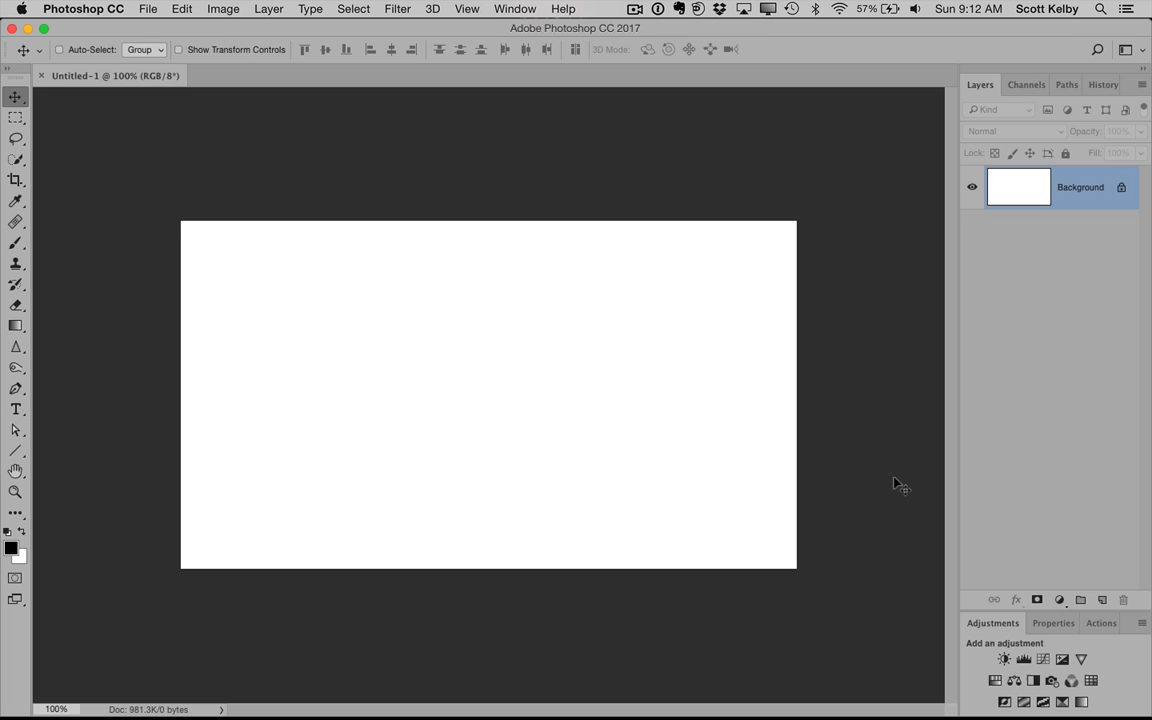 Photoshop CC File Edit Image Layer Type Select Filter 3D View Window Help 57% Sun 9:12 AM Scott Kelby
Adobe Photoshop CC 2017
Auto-Select: Group Show Transform Controls 3D Mode:
Untitled-1 @ 100% (RGB/8*)
Layers Channels Paths History
Kind
Normal Opacity: 100%
Lock: Fill: 100%
Background
fx
Adjustments Properties Actions
Add an adjustment
100% Doc: 981.3K/0 bytes